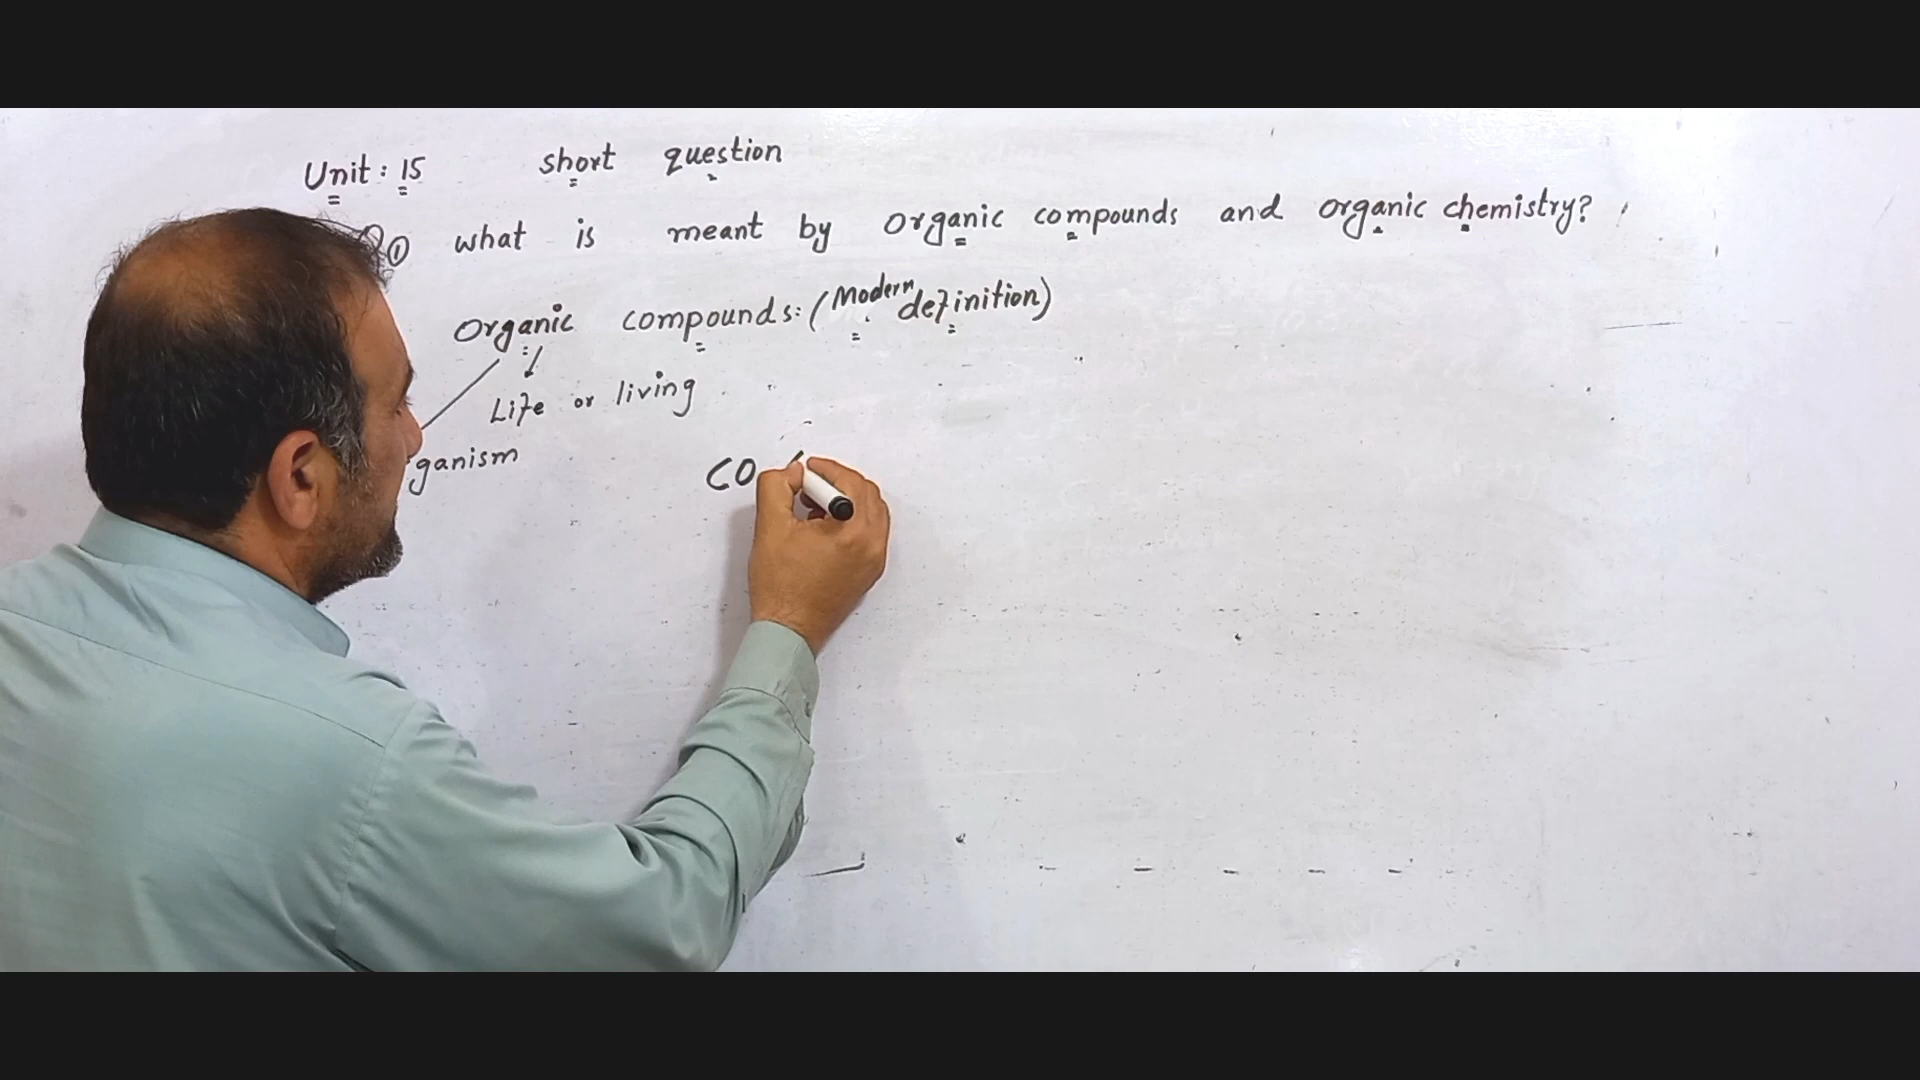 Unit: 15 short question
Q① what is meant by organic compounds and organic chemistry?
Organic compounds: (Modern definition)
Life or living
ganism
CO